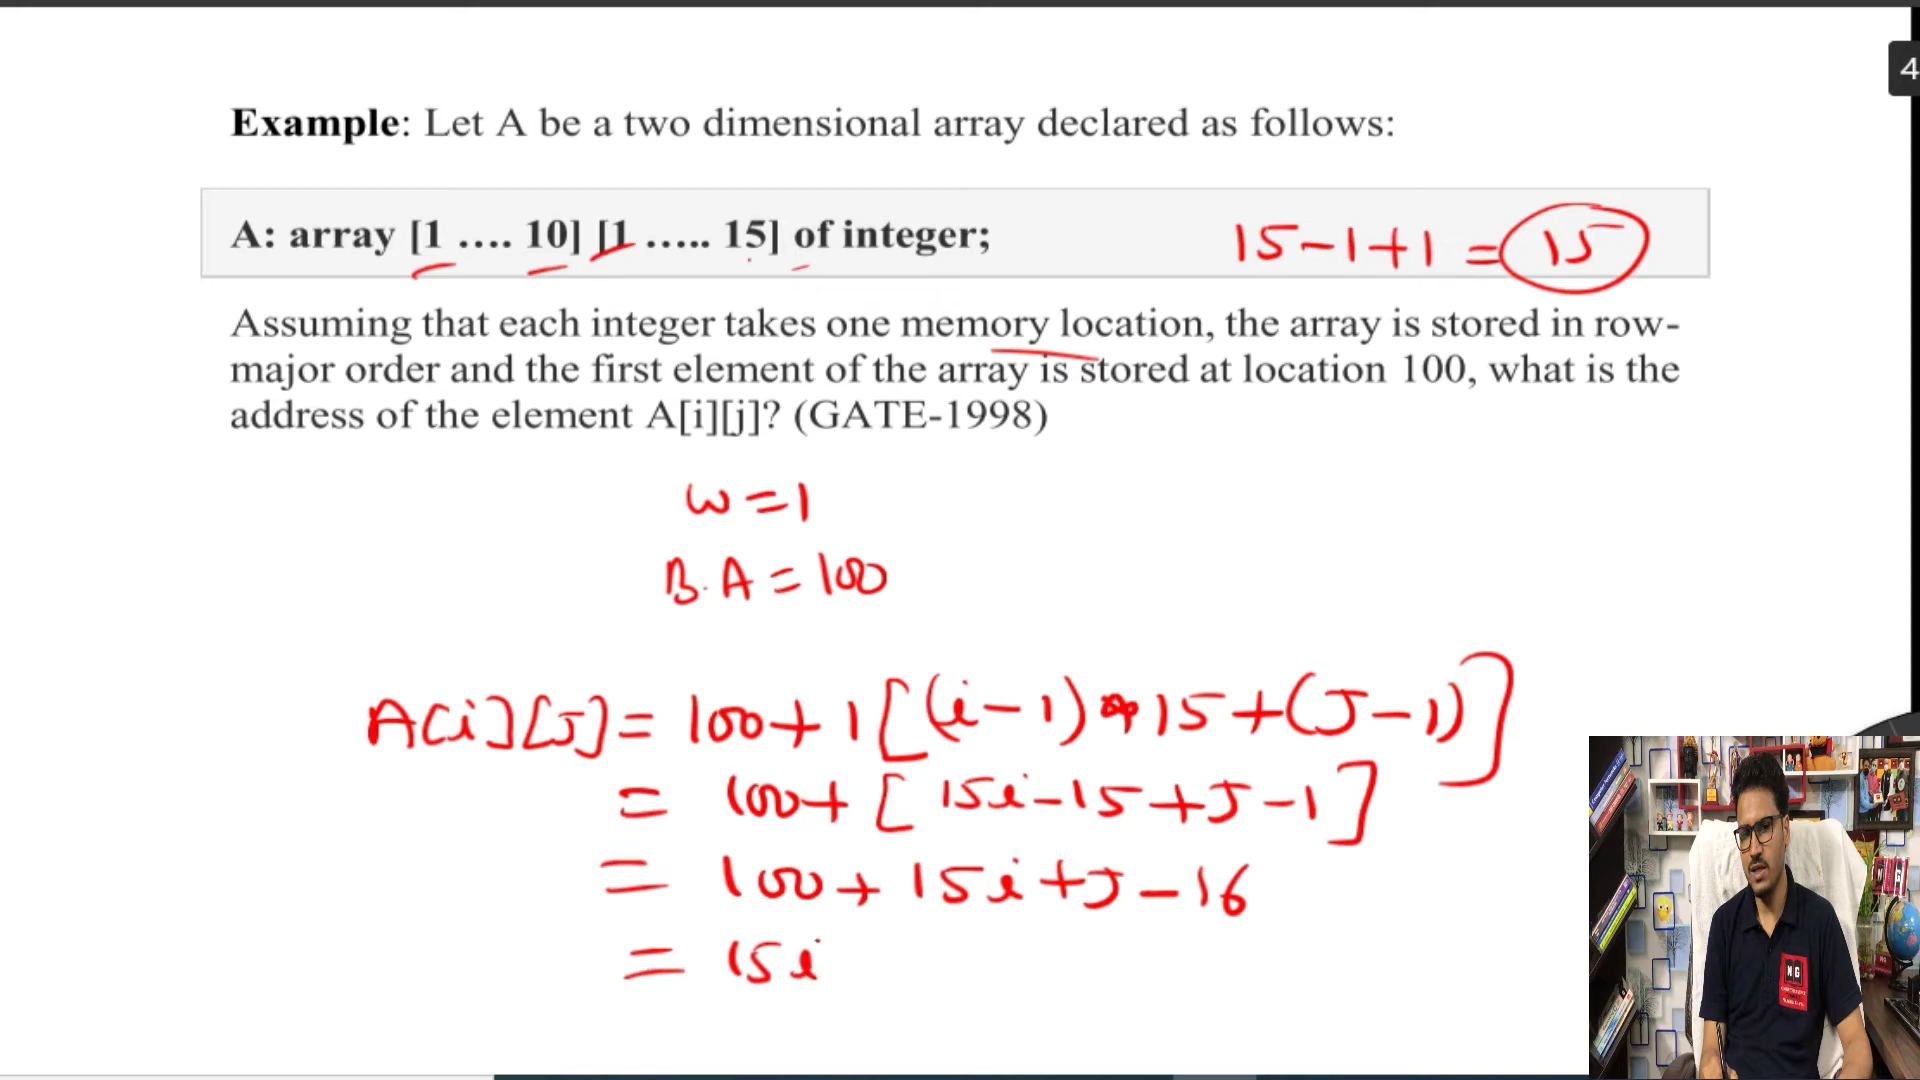 4
Example: Let A be a two dimensional array declared as follows:
A: array [1 .... 10] [1 ..... 15] of integer;
15-1+1 = 15
Assuming that each integer takes one memory location, the array is stored in row-
major order and the first element of the array is stored at location 100, what is the
address of the element A[i][j]? (GATE-1998)
W = 1
B.A = 100
A[i][J] = 100 + 1 [(i-1) * 15 + (J-1)]
= 100 + [15i-15+J-1]
= 100 + 15i + J - 16
= 15i